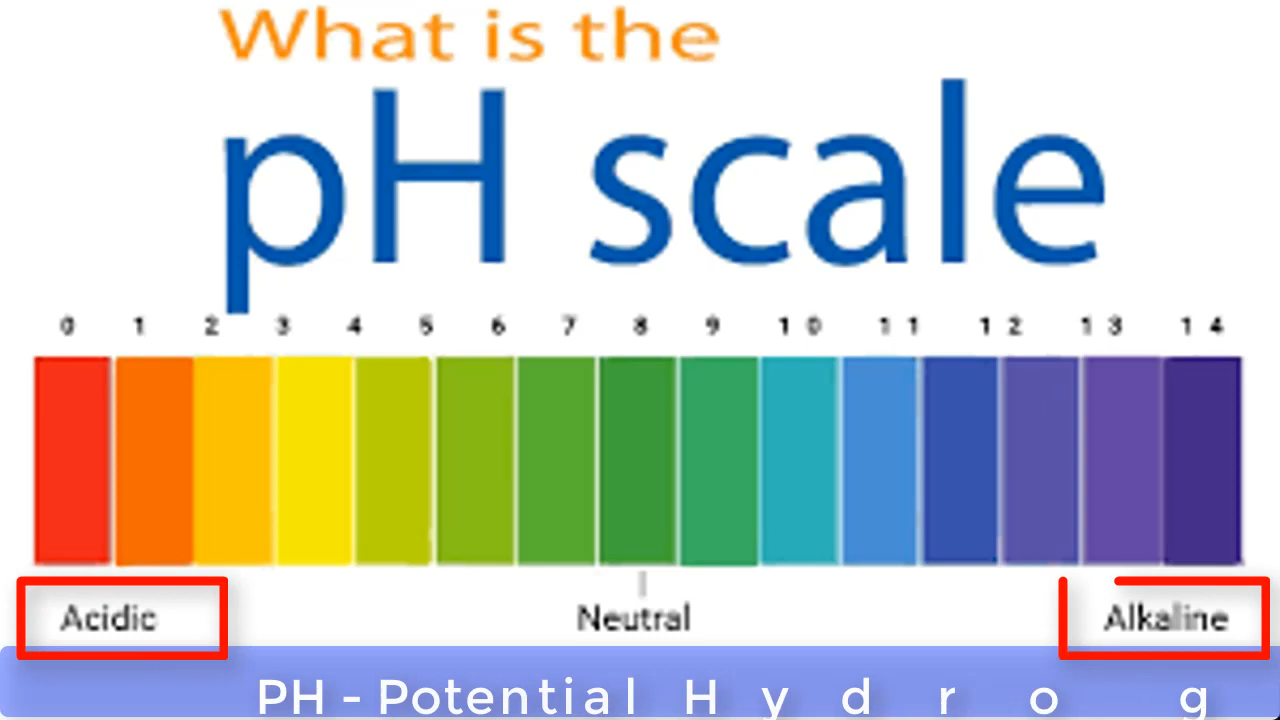 What is the
pH scale
0 1 2 3 4 5 6 7 8 9 10 11 12 13 14
Acidic Neutral Alkaline
PH - Potential Hydrog